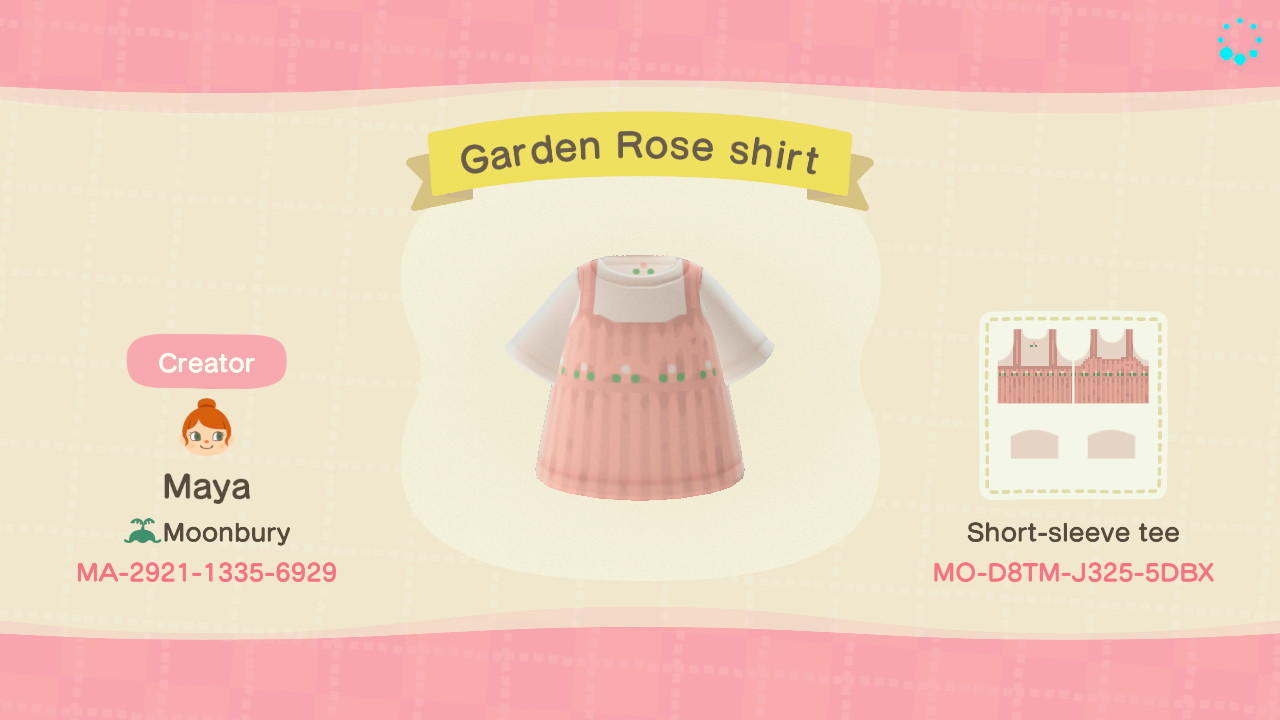 Garden Rose shirt
Creator
Maya
Moonbury
MA-2921-1335-6929
Short-sleeve tee
MO-D8TM-J325-5DBX